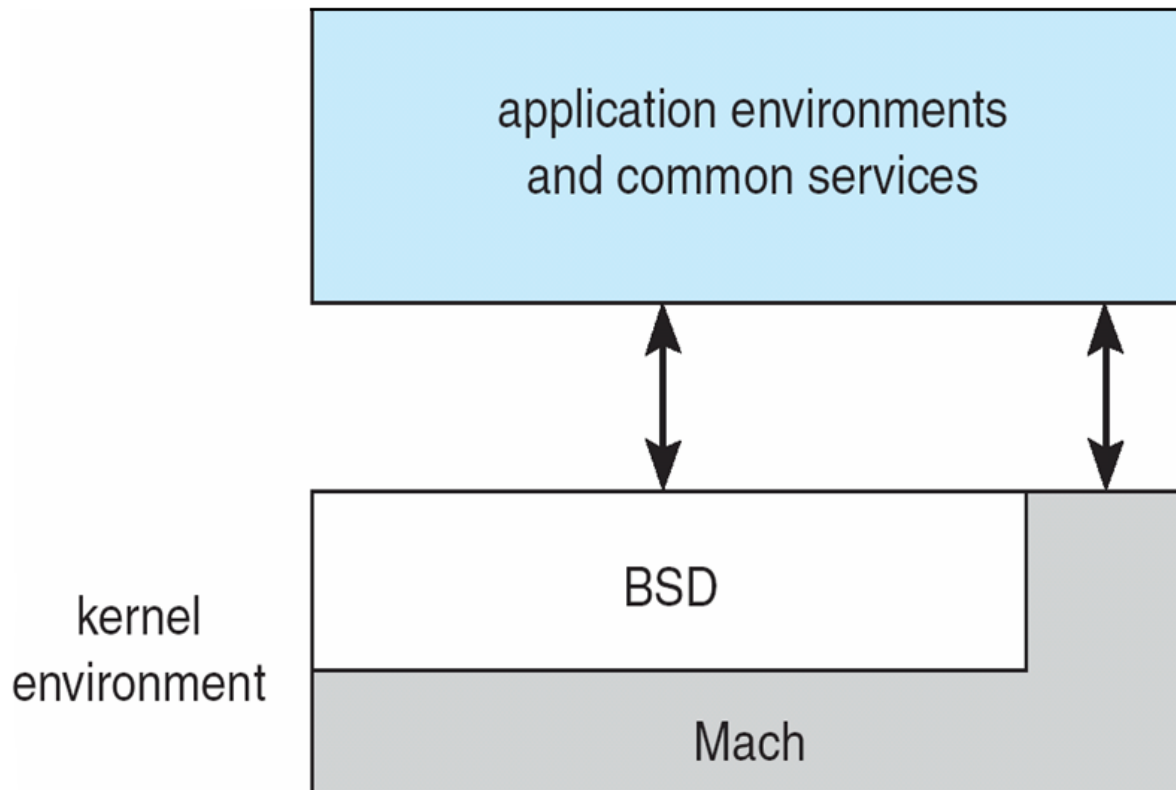 application environments
and common services
BSD
kernel
environment
Mach